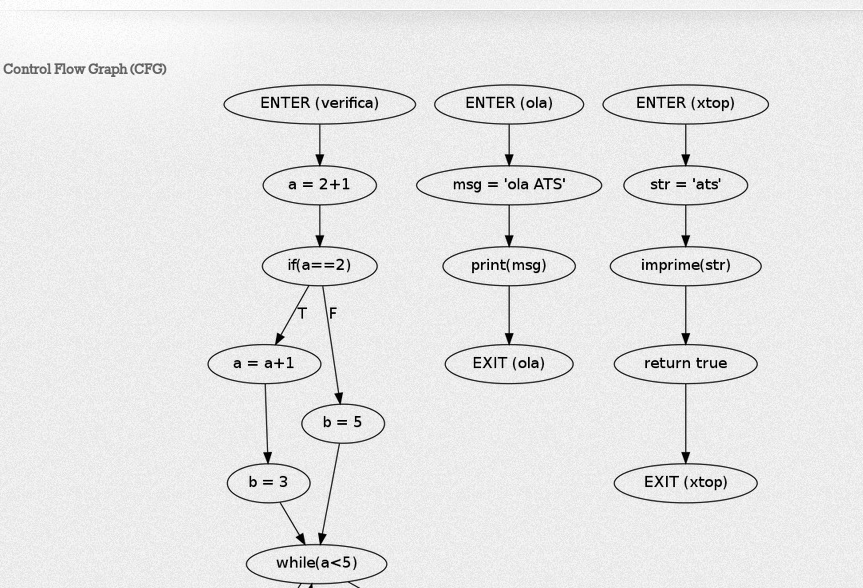 Control Flow Graph (CFG)
ENTER (verifica)
a = 2+1
if(a==2)
T
F
a = a+1
b = 5
b = 3
while(a<5)
ENTER (ola)
msg = 'ola ATS'
print(msg)
EXIT (ola)
ENTER (xtop)
str = 'ats'
imprime(str)
return true
EXIT (xtop)